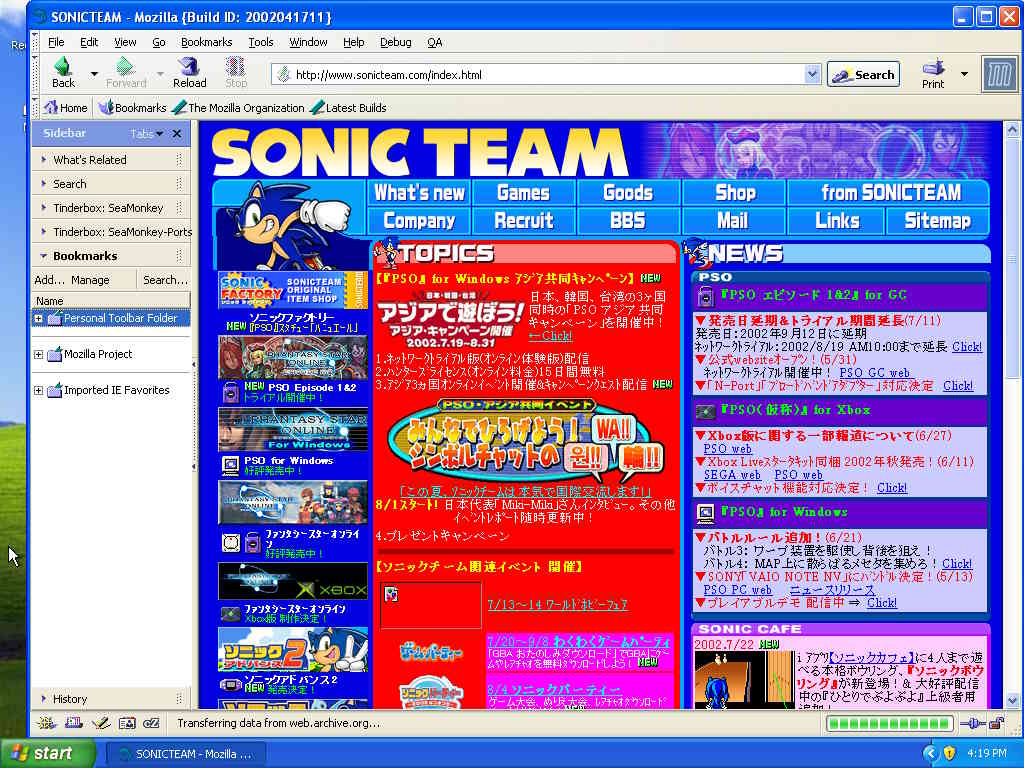 SONICTEAM - Mozilla {Build ID: 2002041711}
File Edit View Go Bookmarks Tools Window Help Debug QA
Back Forward Reload Stop
http://www.sonicteam.com/index.html
Search
Print
Home Bookmarks The Mozilla Organization Latest Builds
Sidebar Tabs
What's Related
Search
Tinderbox: SeaMonkey
Tinderbox: SeaMonkey-Ports
Bookmarks
Add... Manage Search...
Name
Personal Toolbar Folder
Mozilla Project
Imported IE Favorites
History
SONIC TEAM
What's new Games Goods Shop from SONICTEAM
Company Recruit BBS Mail Links Sitemap
SONIC FACTORY
SONICTEAM ORIGINAL ITEM SHOP
ソニックファクトリー
NEW 『PSO』スタチュー『バニュエール』
PHANTASY STAR ONLINE
NEW PSO Episode 1&2
トライアル開催中！
PHANTASY STAR ONLINE
For Windows
PSO for Windows
好評発売中！
PHANTASY STAR ONLINE
ファンタシースターオンライン
好評発売中！
XBOX
ファンタシースターオンライン
Xbox版 制作決定！
ソニックアドバンス2
ソニックアドバンス2
NEW 発売決定！
TOPICS
【『PSO』 for Windows アジア共同キャンペーン】 NEW
日本・韓国・台湾
アジアで遊ぼう!
アジア・キャンペーン開催
2002.7.19～8.31
日本、韓国、台湾の3ヶ国
同時の「PSO アジア 共同
キャンペーン」を開催中！
←Click!
1.ネットワークトライアル版(オンライン体験版)配信
2.ハンターズライセンス(オンライン料金)15日間無料
3.アジア3ヵ国オンラインイベント開催&キャンペーンクエスト配信 NEW
PSO・アジア共同イベント
みんなでひろげよう！
シンボルチャットの
WA!!
원!!
輪!!
「この夏、ソニックチームは 本気で国際交流します!」
8/1スタート! 日本代表「Miki-Miki」さんインタビュー。その他
イベントレポート随時更新中！
4.プレゼントキャンペーン
【ソニックチーム関連イベント 開催】
7/13～14 ワールドホビーフェア
ゲームパーティー
7/20～9/8 わくわくゲームパーティ
「GBA おたのしみダウンロード」でGBAにゲー
ムやレアチャオを無料ダウンロードしよう！ NEW
8/4 ソニックパーティー
ゲーム大会、ぬりえ大会、レアチャオダウンロード
NEWS
PSO
『PSO エピソード 1&2』 for GC
▼発売日延期&トライアル期間延長(7/11)
発売日:2002年9月12日に延期
ネットワークトライアル:2002/8/19 AM10:00まで延長 Click!
▼公式websiteオープン！(5/31)
ネットワークトライアル開催中！ PSO GC web
▼「N-Port」「ブロードバンドアダプター」対応決定 Click!
『PSO(仮称)』 for Xbox
▼Xbox版に関する一部報道について(6/27)
PSO web
▼Xbox Liveスターターキット同梱 2002年秋発売！(6/11)
SEGA web PSO web
▼ボイスチャット機能対応決定！ Click!
『PSO』 for Windows
▼バトルルール追加！(6/21)
バトル3: ワープ装置を駆使し背後を狙え！
バトル4: MAP上に散らばるメセタを集めろ！ Click!
▼SONY「VAIO NOTE NV」にバンドル決定！(5/13)
PSO PC web ニュースリリース
▼プレイアブルデモ 配信中 ⇒ Click!
SONIC CAFE
2002.7/22 NEW
i アプリ【ソニックカフェ】に4人まで遊
べる本格ボウリング、『ソニックボウ
リング』が新登場！& 大好評配信
中の『ひとりでぷよぷよ』上級者用
追加！
Transferring data from web.archive.org...
start
SONICTEAM - Mozilla ...
4:19 PM